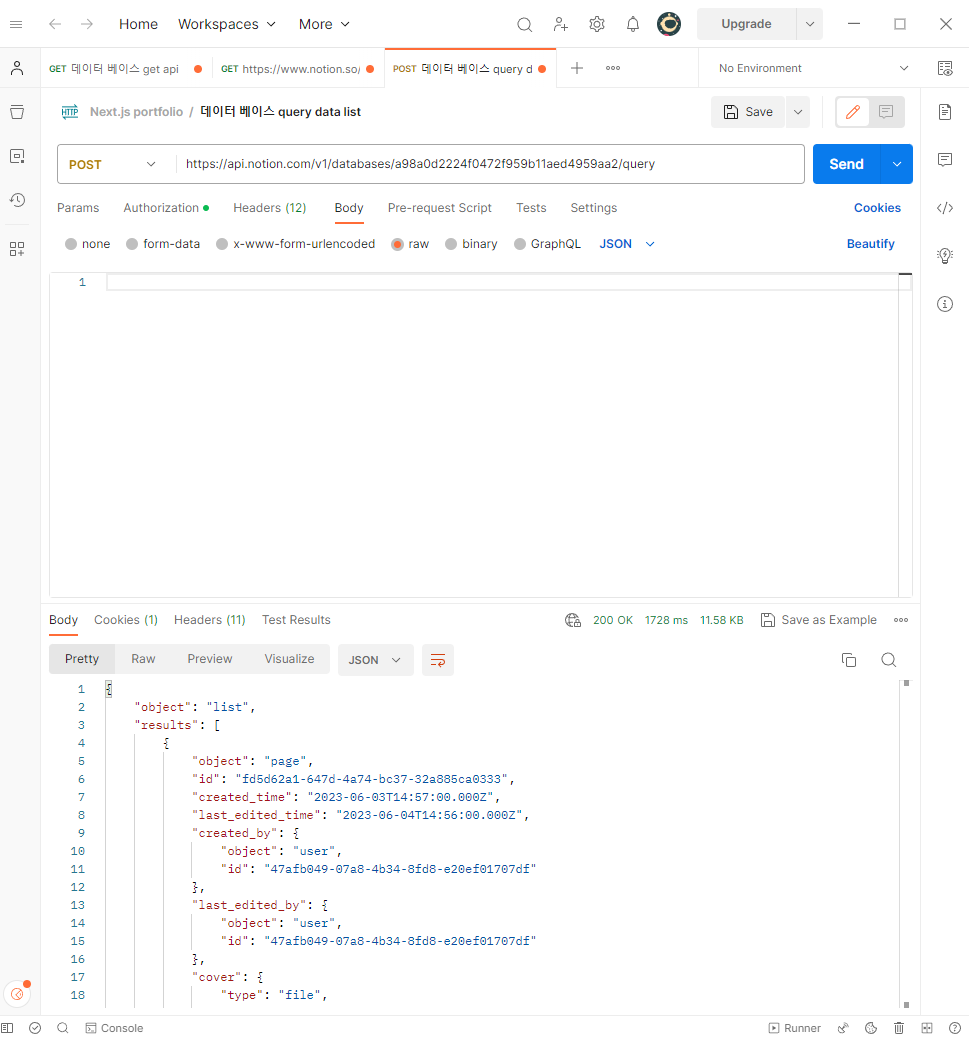 Home Workspaces More Upgrade
GET 데이터 베이스 get api GET https://www.notion.so/ POST 데이터 베이스 query d No Environment
HTTP Next.js portfolio / 데이터 베이스 query data list Save
POST https://api.notion.com/v1/databases/a98a0d2224f0472f959b11aed4959aa2/query Send
Params Authorization Headers (12) Body Pre-request Script Tests Settings Cookies
none form-data x-www-form-urlencoded raw binary GraphQL JSON Beautify
1
Body Cookies (1) Headers (11) Test Results 200 OK 1728 ms 11.58 KB Save as Example
Pretty Raw Preview Visualize JSON
1 {
2 "object": "list",
3 "results": [
4 {
5 "object": "page",
6 "id": "fd5d62a1-647d-4a74-bc37-32a885ca0333",
7 "created_time": "2023-06-03T14:57:00.000Z",
8 "last_edited_time": "2023-06-04T14:56:00.000Z",
9 "created_by": {
10 "object": "user",
11 "id": "47afb049-07a8-4b34-8fd8-e20ef01707df"
12 },
13 "last_edited_by": {
14 "object": "user",
15 "id": "47afb049-07a8-4b34-8fd8-e20ef01707df"
16 },
17 "cover": {
18 "type": "file",
Console Runner